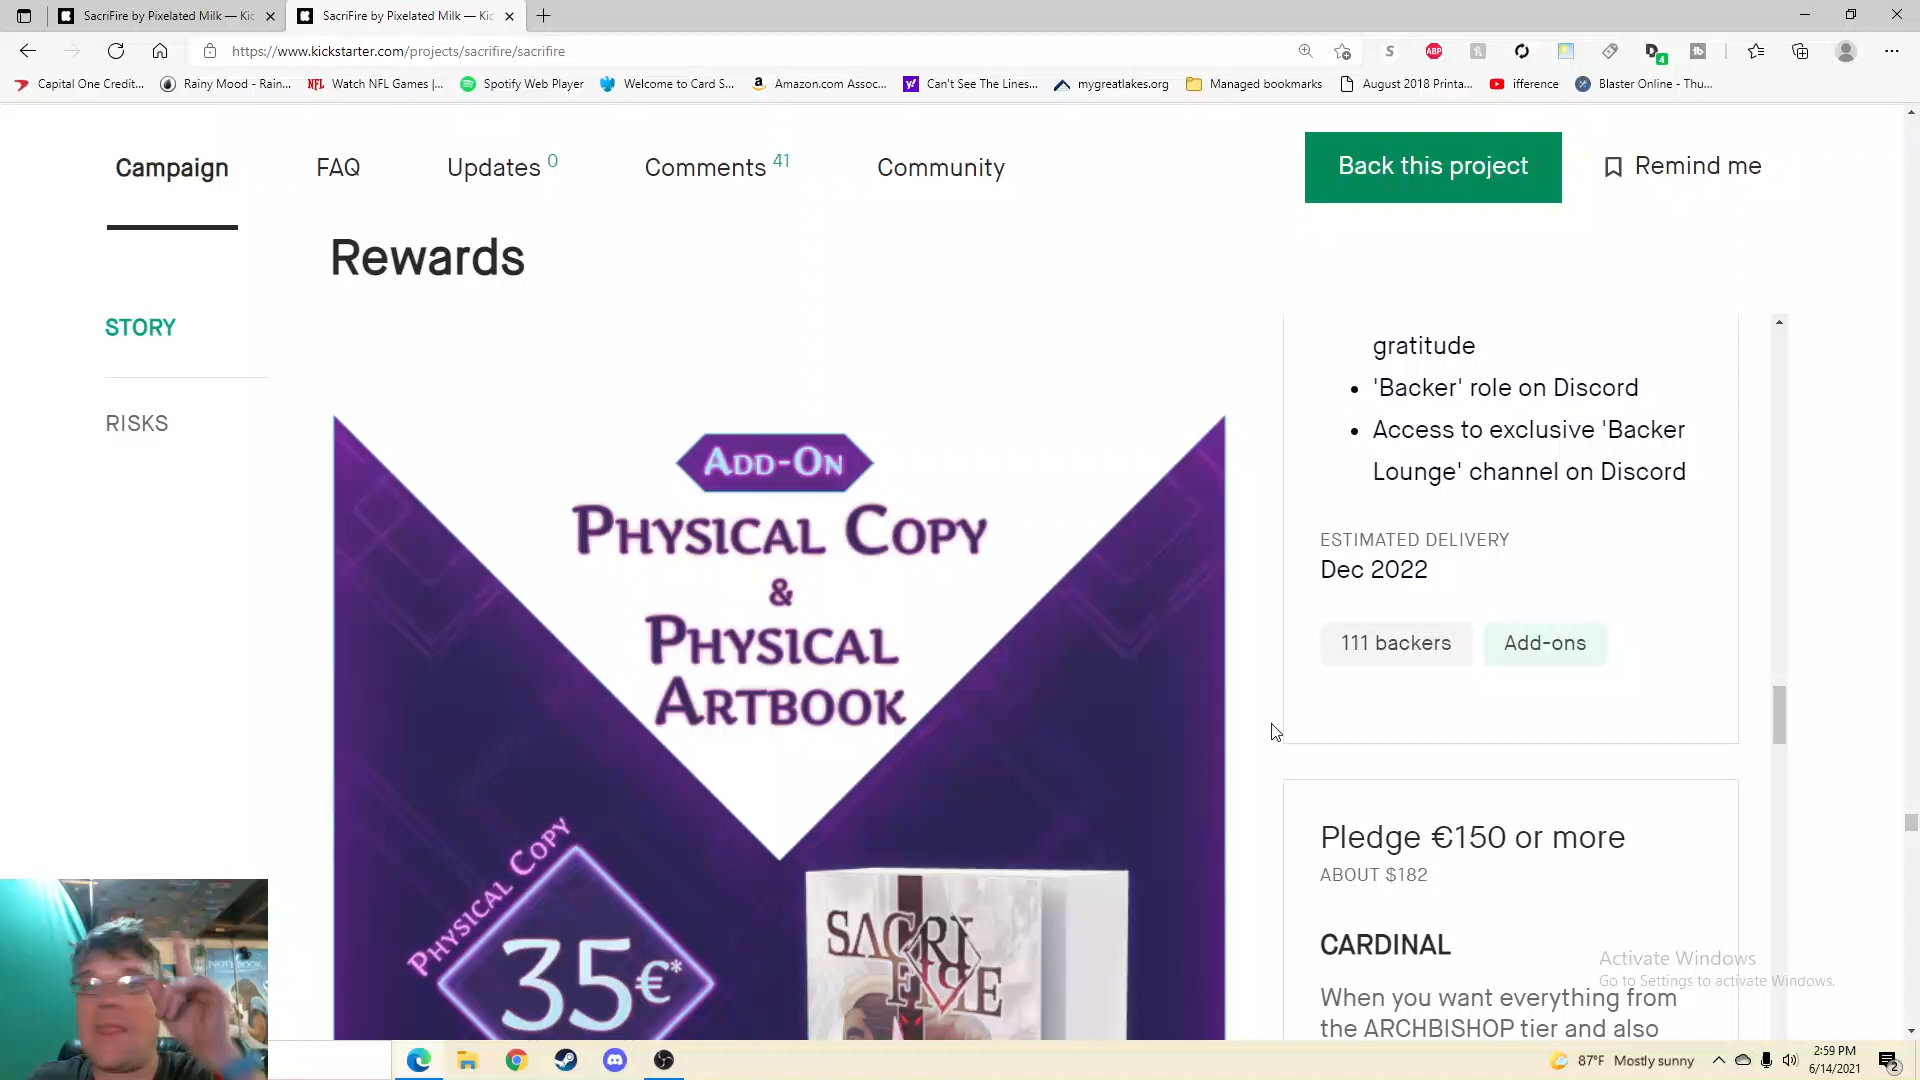 SacriFire by Pixelated Milk — Kic
SacriFire by Pixelated Milk — Kic
https://www.kickstarter.com/projects/sacrifire/sacrifire
S
ABP
4
Capital One Credit...
Rainy Mood - Rain...
NFL
Watch NFL Games |...
Spotify Web Player
Welcome to Card S...
Amazon.com Assoc...
Can't See The Lines...
mygreatlakes.org
Managed bookmarks
August 2018 Printa...
ifference
Blaster Online - Thu...
Campaign
FAQ
Updates 0
Comments 41
Community
Back this project
Remind me
Rewards
STORY
RISKS
ADD-ON
PHYSICAL COPY
&
PHYSICAL
ARTBOOK
PHYSICAL COPY
35€*
SACRI
FIRE
gratitude
• 'Backer' role on Discord
• Access to exclusive 'Backer
Lounge' channel on Discord
ESTIMATED DELIVERY
Dec 2022
111 backers
Add-ons
Pledge €150 or more
ABOUT $182
CARDINAL
When you want everything from
the ARCHBISHOP tier and also
Activate Windows
Go to Settings to activate Windows.
87°F Mostly sunny
2:59 PM
6/14/2021
2